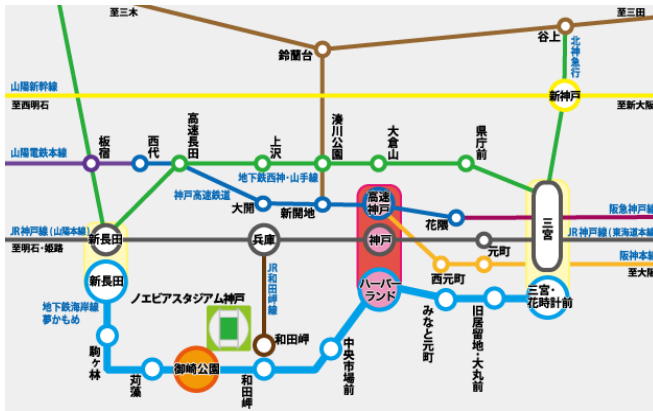 至三木
至三田
谷上
鈴蘭台
北神急行
山陽新幹線
新神戸
至西明石
至新大阪
板宿
西代
高速長田
上沢
湊川公園
大倉山
県庁前
山陽電鉄本線
地下鉄西神・山手線
神戸高速鉄道
大開
新開地
高速
神戸
花隈
三宮
阪急神戸線
JR神戸線(山陽本線)
新長田
兵庫
神戸
元町
JR神戸線(東海道本線)
至明石・姫路
阪神本線
西元町
至大阪
新長田
JR和田岬線
ハーバー
ランド
三宮・
花時計前
地下鉄海岸線
夢かもめ
ノエビアスタジアム神戸
みなと元町
旧居留地・大丸前
和田岬
駒ヶ林
苅藻
御崎公園
和田岬
中央市場前